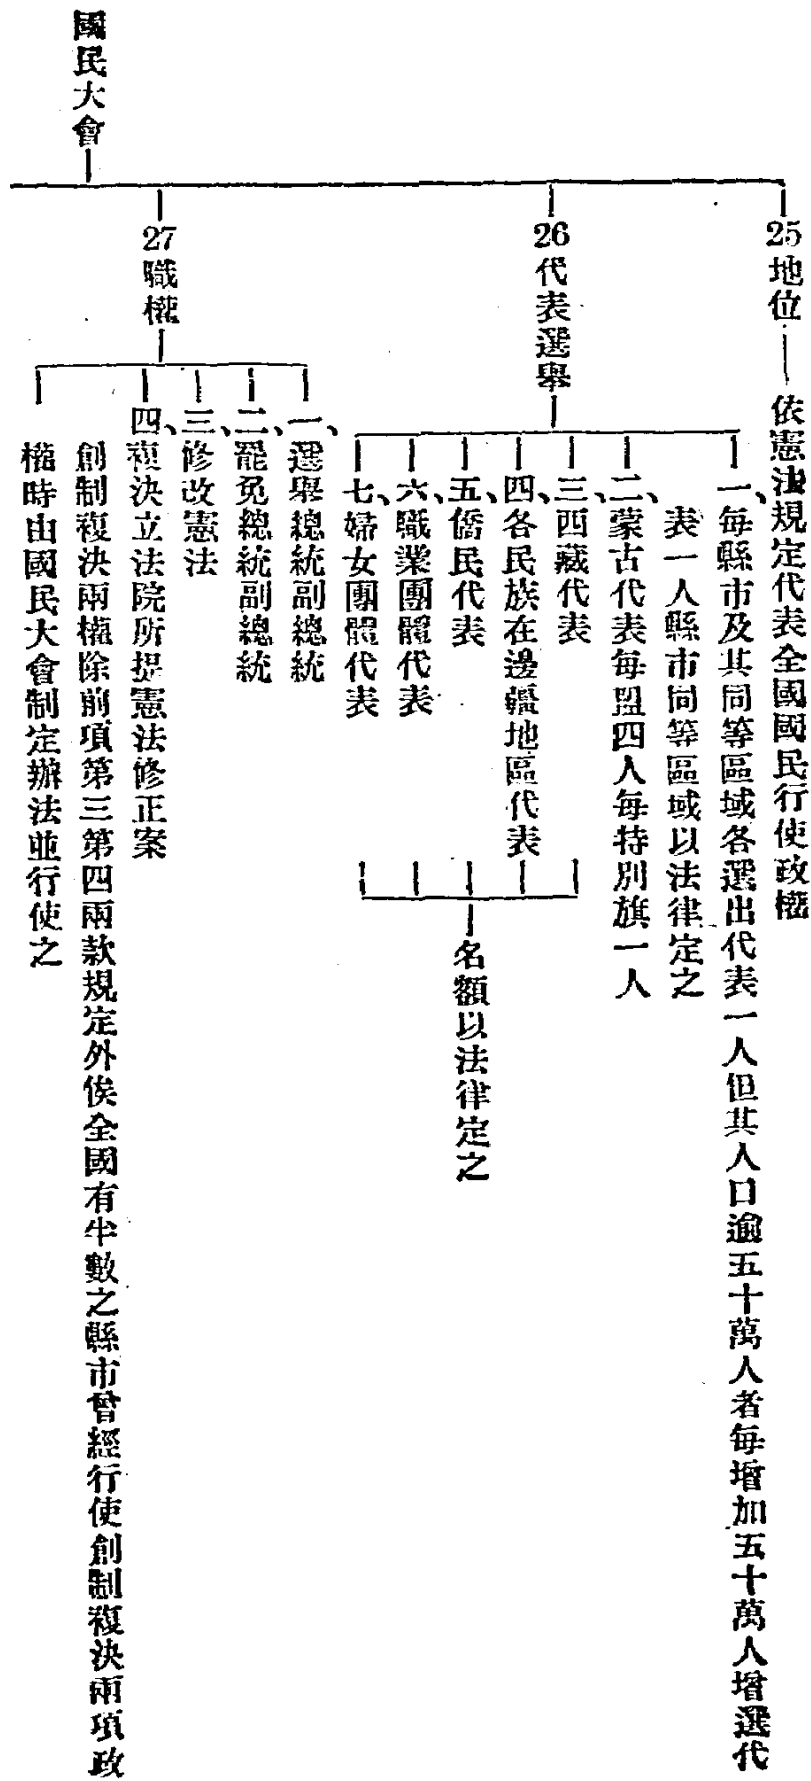 國民大會
25地位
依憲法規定代表全國國民行使政權
26代表選舉
一、每縣市及其同等區域各選出代表一人但其人口逾五十萬人者每增加五十萬人增選代
表一人縣市同等區域以法律定之
二、蒙古代表每盟四人每特別旗一人
三、西藏代表
四、各民族在邊疆地區代表
五、僑民代表
六、職業團體代表
七、婦女團體代表
名額以法律定之
27職權
一、選舉總統副總統
二、罷免總統副總統
三、修改憲法
四、複決立法院所提憲法修正案
創制複決兩權除前項第三第四兩款規定外俟全國有半數之縣市曾經行使創制複決兩項政
權時由國民大會制定辦法並行使之